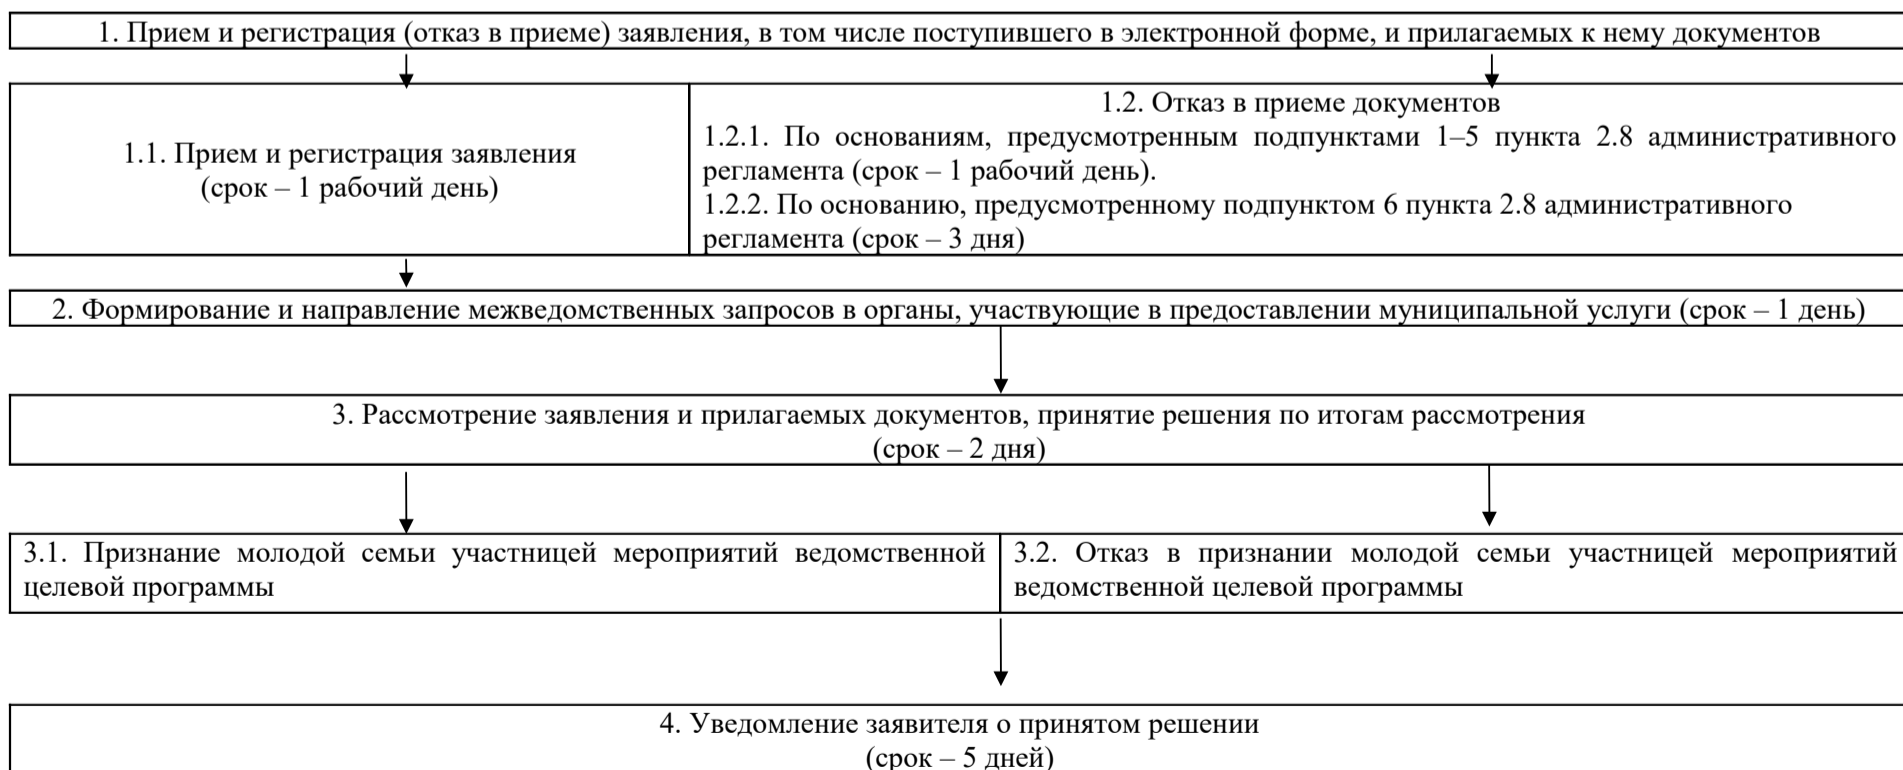 1. Прием и регистрация (отказ в приеме) заявления, в том числе поступившего в электронной форме, и прилагаемых к нему документов
1.1. Прием и регистрация заявления
(срок – 1 рабочий день)
1.2. Отказ в приеме документов
1.2.1. По основаниям, предусмотренным подпунктами 1–5 пункта 2.8 административного
регламента (срок – 1 рабочий день).
1.2.2. По основанию, предусмотренному подпунктом 6 пункта 2.8 административного
регламента (срок – 3 дня)
2. Формирование и направление межведомственных запросов в органы, участвующие в предоставлении муниципальной услуги (срок – 1 день)
3. Рассмотрение заявления и прилагаемых документов, принятие решения по итогам рассмотрения
(срок – 2 дня)
3.1. Признание молодой семьи участницей мероприятий ведомственной
целевой программы
3.2. Отказ в признании молодой семьи участницей мероприятий
ведомственной целевой программы
4. Уведомление заявителя о принятом решении
(срок – 5 дней)